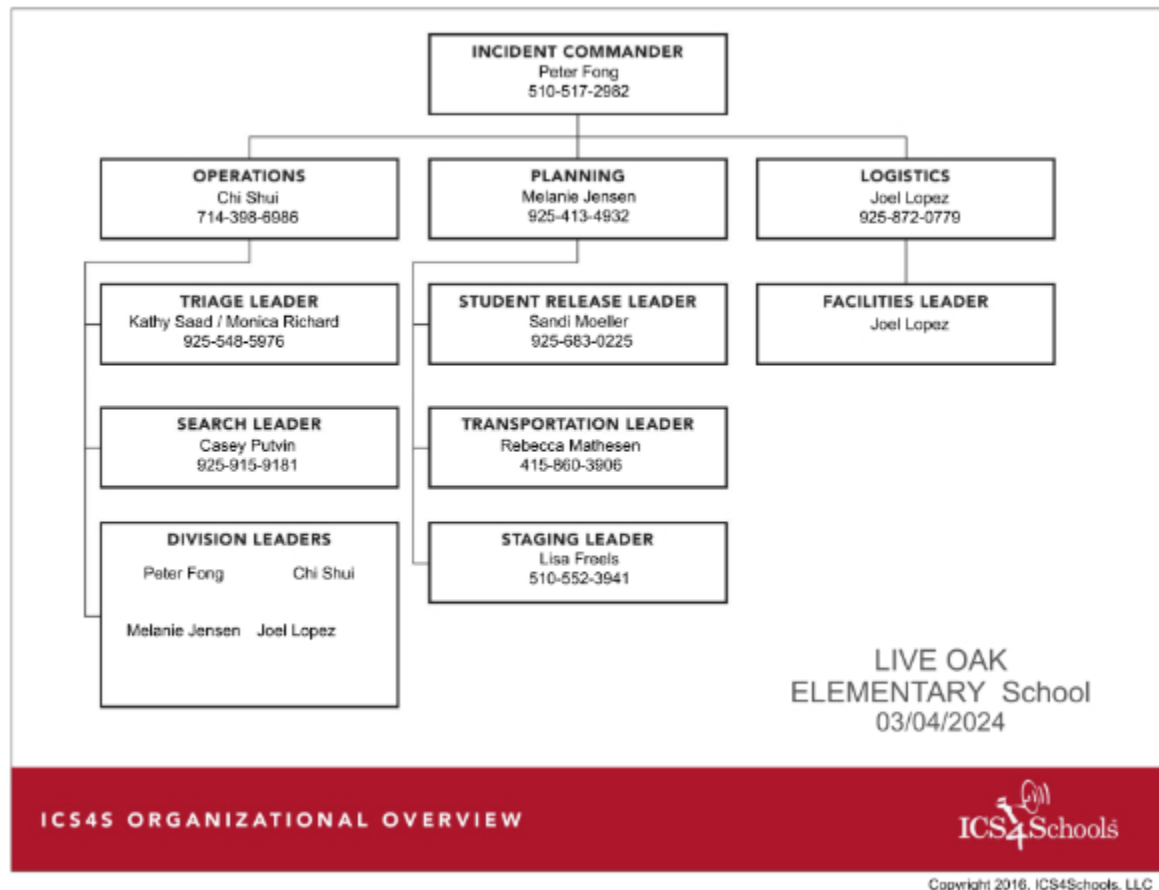 INCIDENT COMMANDER
Peter Fong
510-517-2982
OPERATIONS
Chi Shui
714-398-6986
PLANNING
Melanie Jensen
925-413-4932
LOGISTICS
Joel Lopez
925-872-0779
TRIAGE LEADER
Kathy Saad / Monica Richard
925-548-5976
STUDENT RELEASE LEADER
Sandi Moeller
925-683-0225
FACILITIES LEADER
Joel Lopez
SEARCH LEADER
Casey Putvin
925-915-9181
TRANSPORTATION LEADER
Rebecca Mathesen
415-860-3906
DIVISION LEADERS
Peter Fong Chi Shui
Melanie Jensen Joel Lopez
STAGING LEADER
Lisa Freels
510-552-3941
LIVE OAK
ELEMENTARY School
03/04/2024
ICS4S ORGANIZATIONAL OVERVIEW
ICS4Schools
Copyright 2016, ICS4Schools, LLC